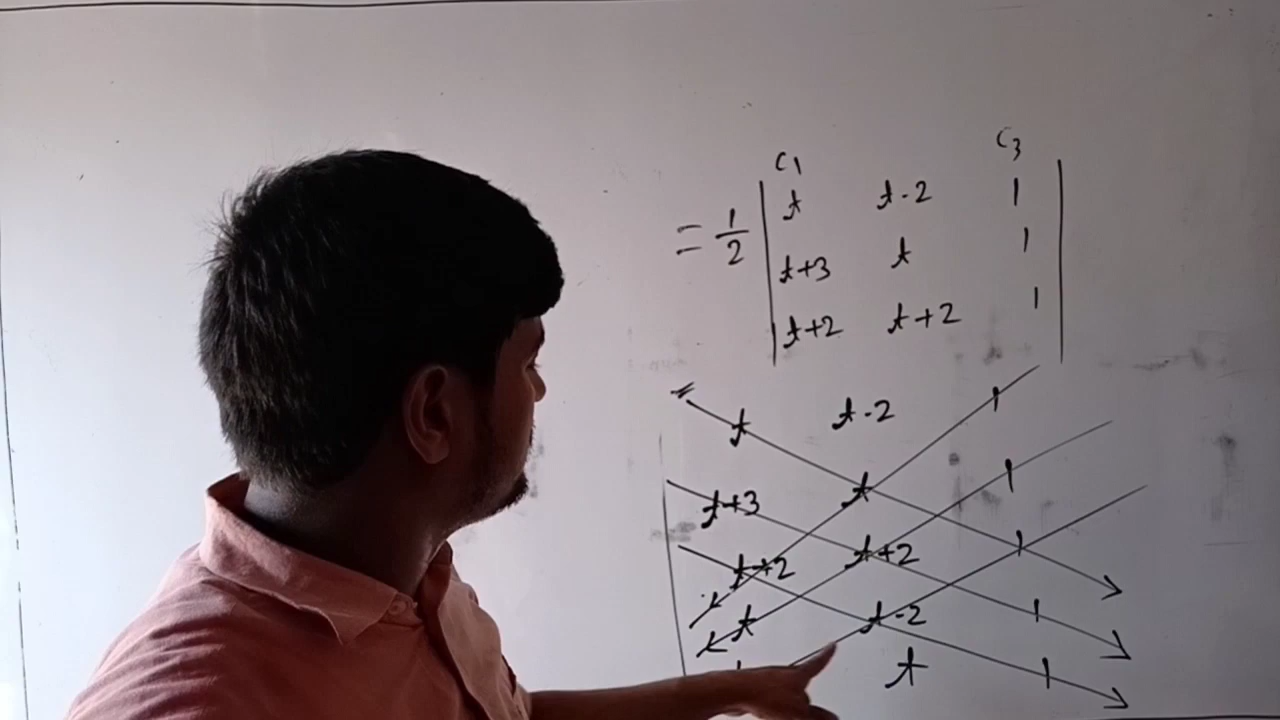 C1 C3
= 1/2 | t t-2 1 |
| t+3 t 1 |
| t+2 t+2 1 |
t t-2 1
t+3 t 1
t+2 t+2 1
t t-2 1
t 1